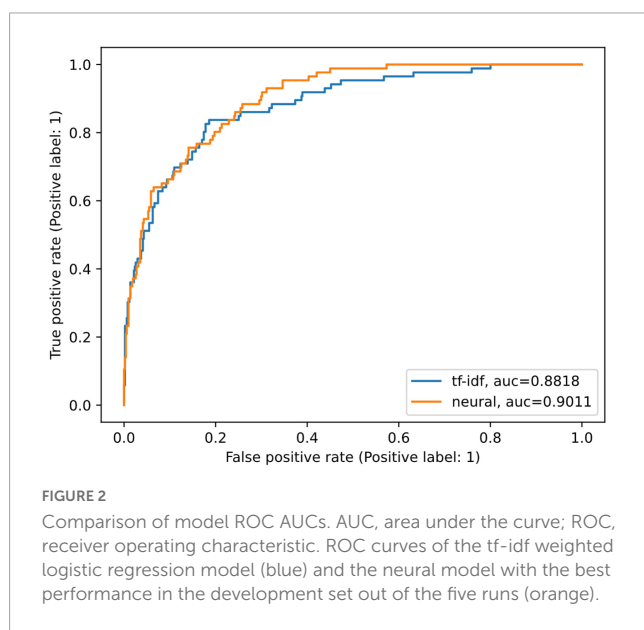 1.0
0.8
0.6
0.4
0.2
0.0
True positive rate (Positive label: 1)
tf-idf, auc=0.8818
neural, auc=0.9011
0.0 0.2 0.4 0.6 0.8 1.0
False positive rate (Positive label: 1)
FIGURE 2
Comparison of model ROC AUCs. AUC, area under the curve; ROC,
receiver operating characteristic. ROC curves of the tf-idf weighted
logistic regression model (blue) and the neural model with the best
performance in the development set out of the five runs (orange).